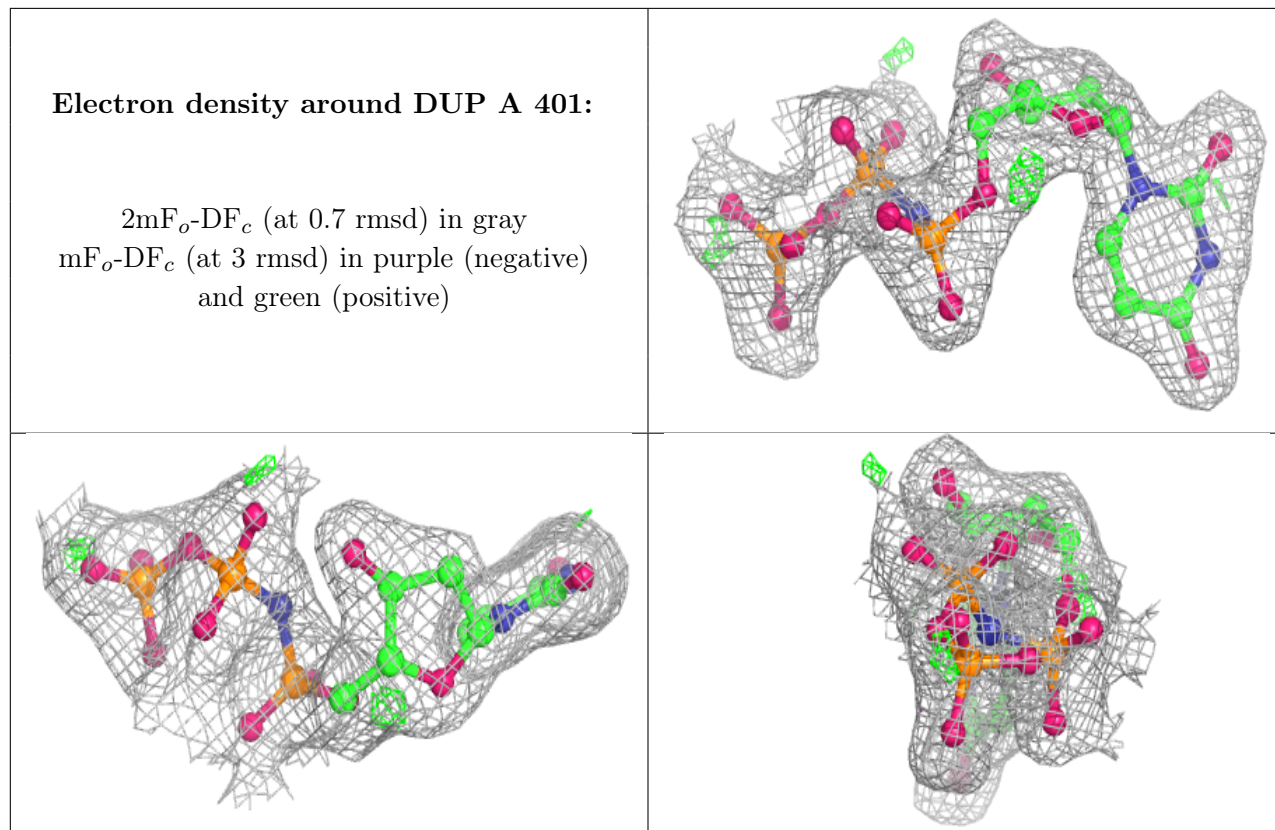 Electron density around DUP A 401:
2mFo-DFc (at 0.7 rmsd) in gray
mFo-DFc (at 3 rmsd) in purple (negative)
and green (positive)